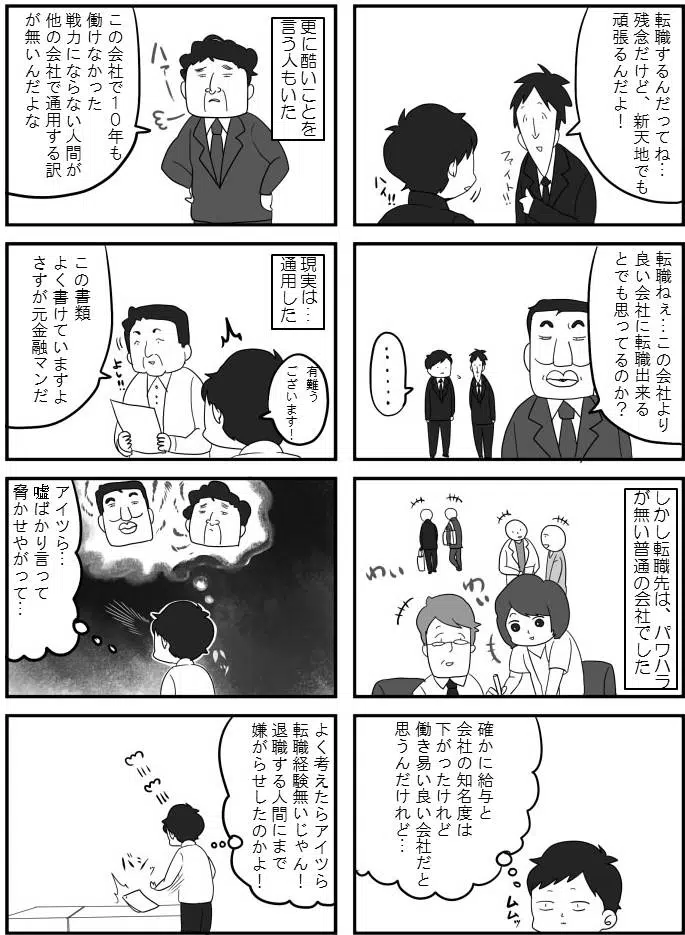 転職するんだってね…
残念だけど、新天地でも
頑張るんだよ！
ファイト!!
ハイ!!
転職ねぇ…この会社より
良い会社に転職出来る
とでも思ってるのか？
……
しかし転職先は、パワハラ
が無い普通の会社でした
わい
わい
確かに給与と
会社の知名度は
下がったけれど
働き易い良い会社だと
思うんだけれど…
ムムッ
更に酷いことを
言う人もいた
この会社で１０年も
働けなかった
戦力にならない人間が
他の会社で通用する訳
が無いんだよな
現実は…
通用した
有難う
ございます！
この書類
よく書けていますよ
さすが元金融マンだ
よよ!!
アイツら…
嘘ばかり言って
脅かせやがって…
よく考えたらアイツら
転職経験無いじゃん！
退職する人間にまで
嫌がらせしたのかよ！
バン